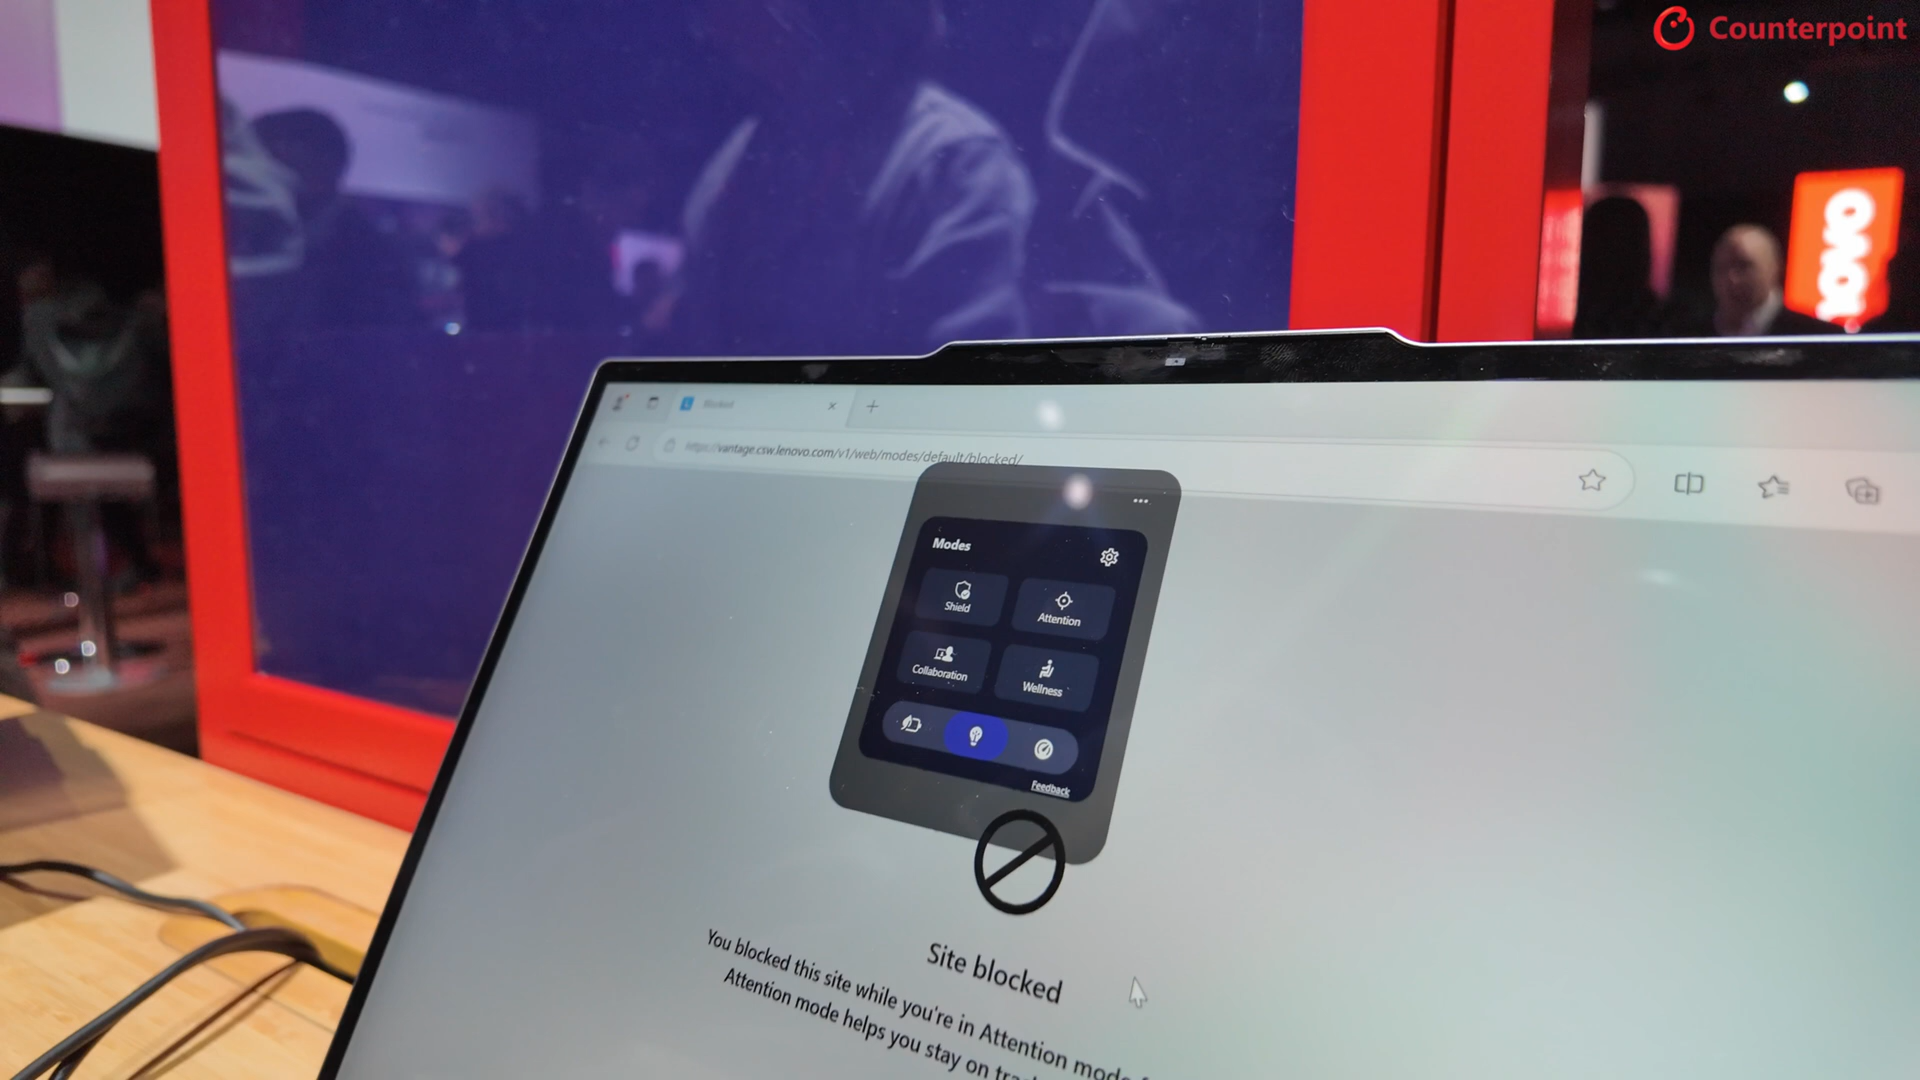 Counterpoint
Blocked
https://vantage.csw.lenovo.com/v1/web/modes/default/blocked/
Modes
Shield
Attention
Collaboration
Wellness
Feedback
Site blocked
You blocked this site while you're in Attention mode
Attention mode helps you stay on